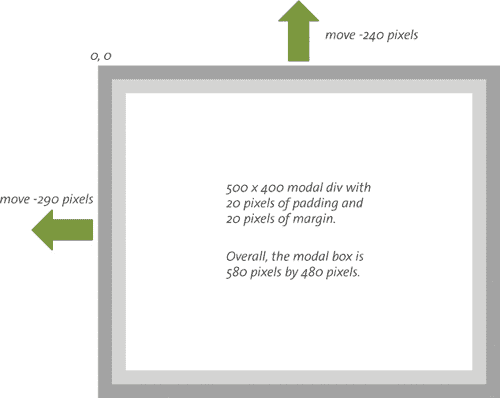 move -240 pixels
0, 0
move -290 pixels
500 x 400 modal div with
20 pixels of padding and
20 pixels of margin.
Overall, the modal box is
580 pixels by 480 pixels.